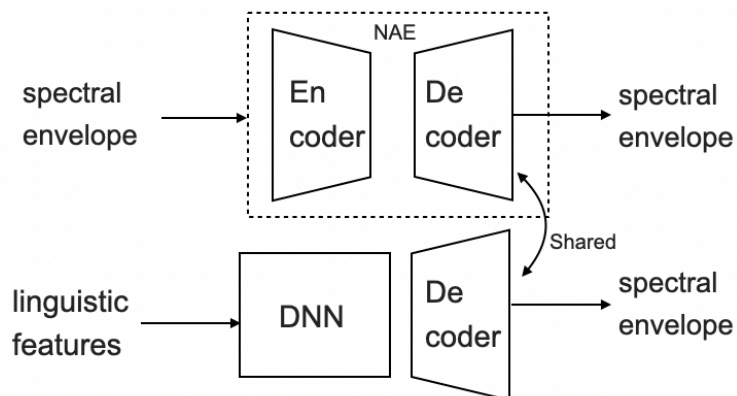 NAE
spectral
envelope
En
coder
De
coder
spectral
envelope
Shared
linguistic
features
DNN
De
coder
spectral
envelope